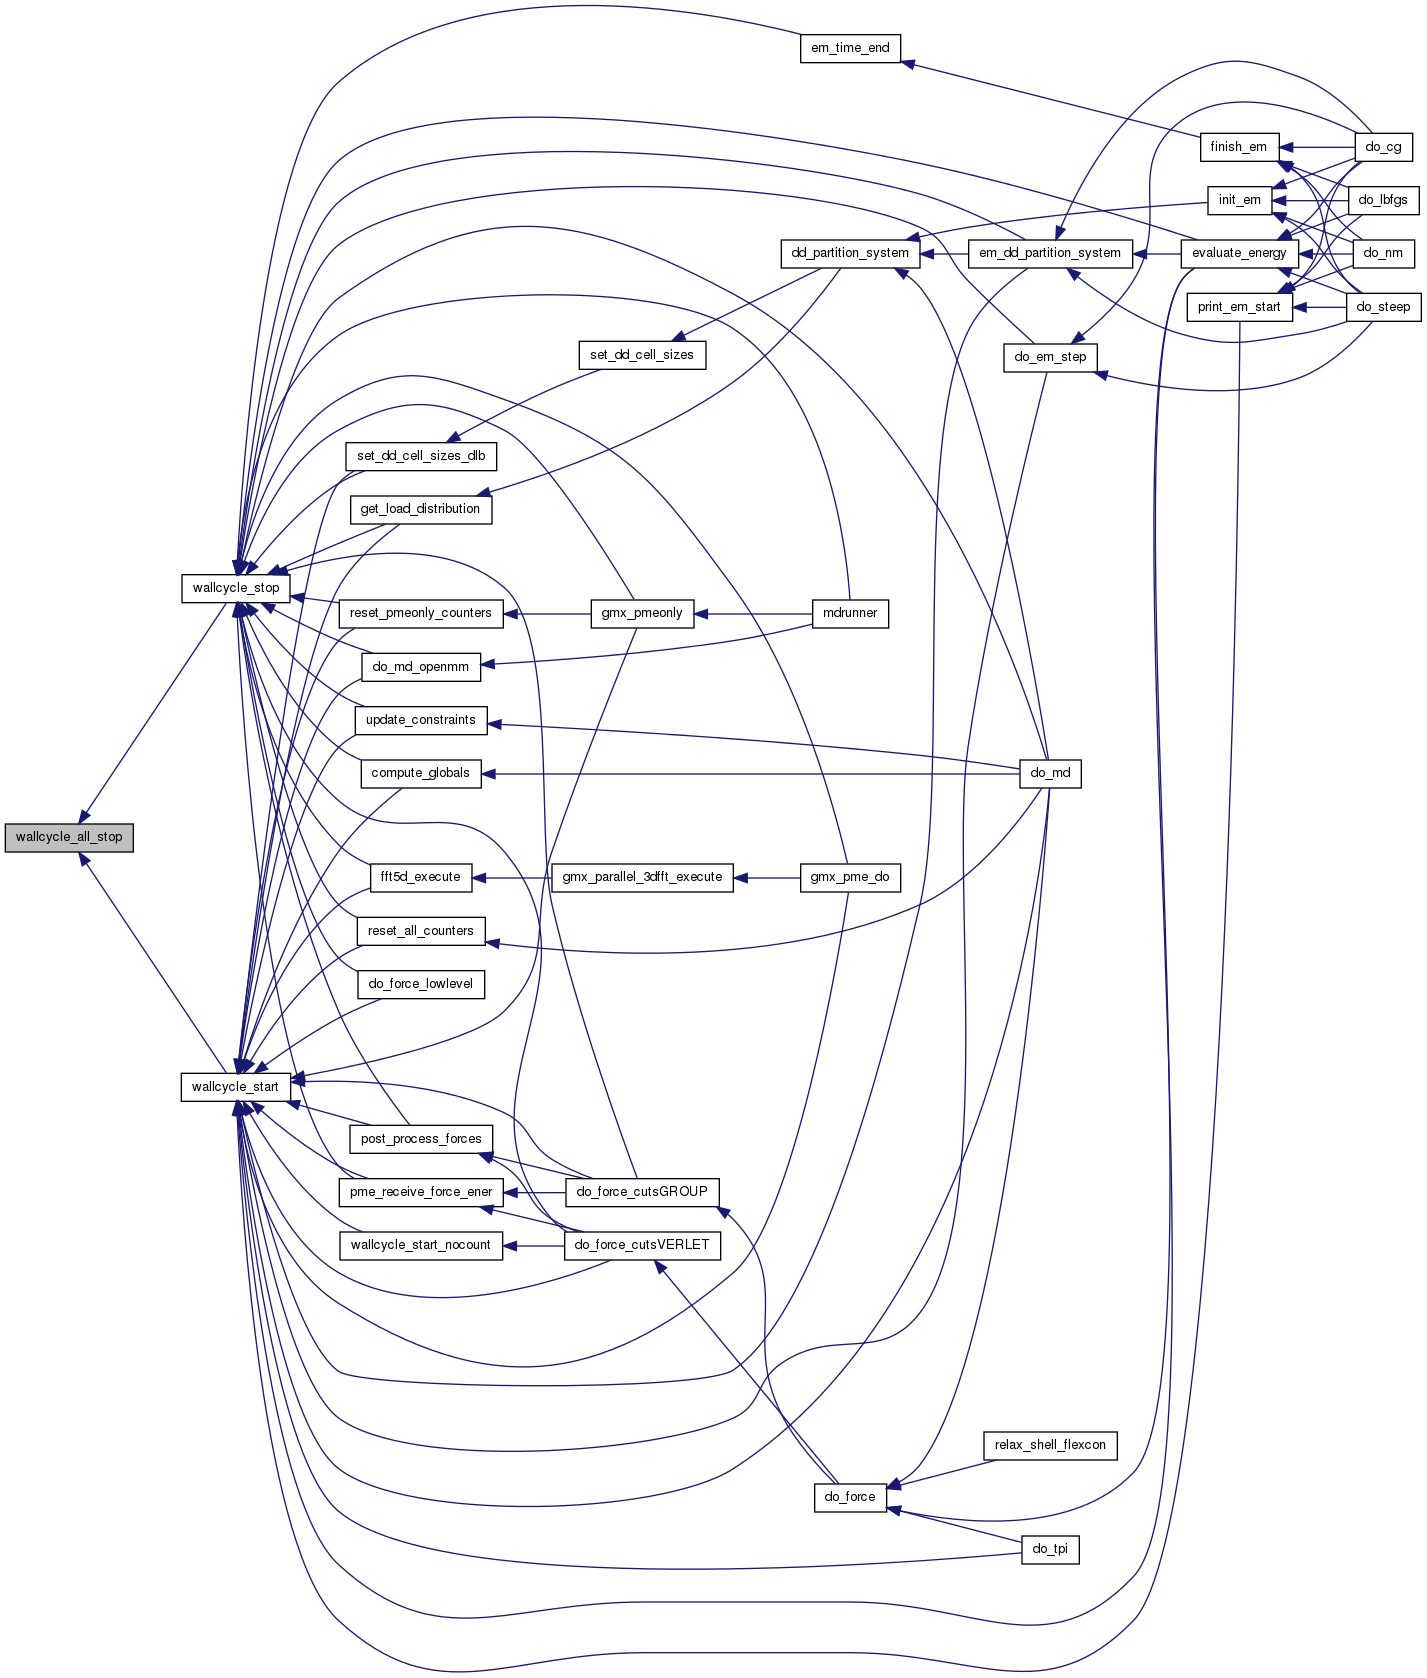 em_time_end
finish_em
do_cg
init_em
do_lbfgs
dd_partition_system
em_dd_partition_system
evaluate_energy
do_nm
print_em_start
do_steep
set_dd_cell_sizes
do_em_step
set_dd_cell_sizes_dlb
get_load_distribution
wallcycle_stop
reset_pmeonly_counters
gmx_pmeonly
mdrunner
do_md_openmm
update_constraints
compute_globals
do_md
wallcycle_all_stop
fft5d_execute
gmx_parallel_3dfft_execute
gmx_pme_do
reset_all_counters
do_force_lowlevel
wallcycle_start
post_process_forces
pme_receive_force_ener
do_force_cutsGROUP
wallcycle_start_nocount
do_force_cutsVERLET
relax_shell_flexcon
do_force
do_tpi